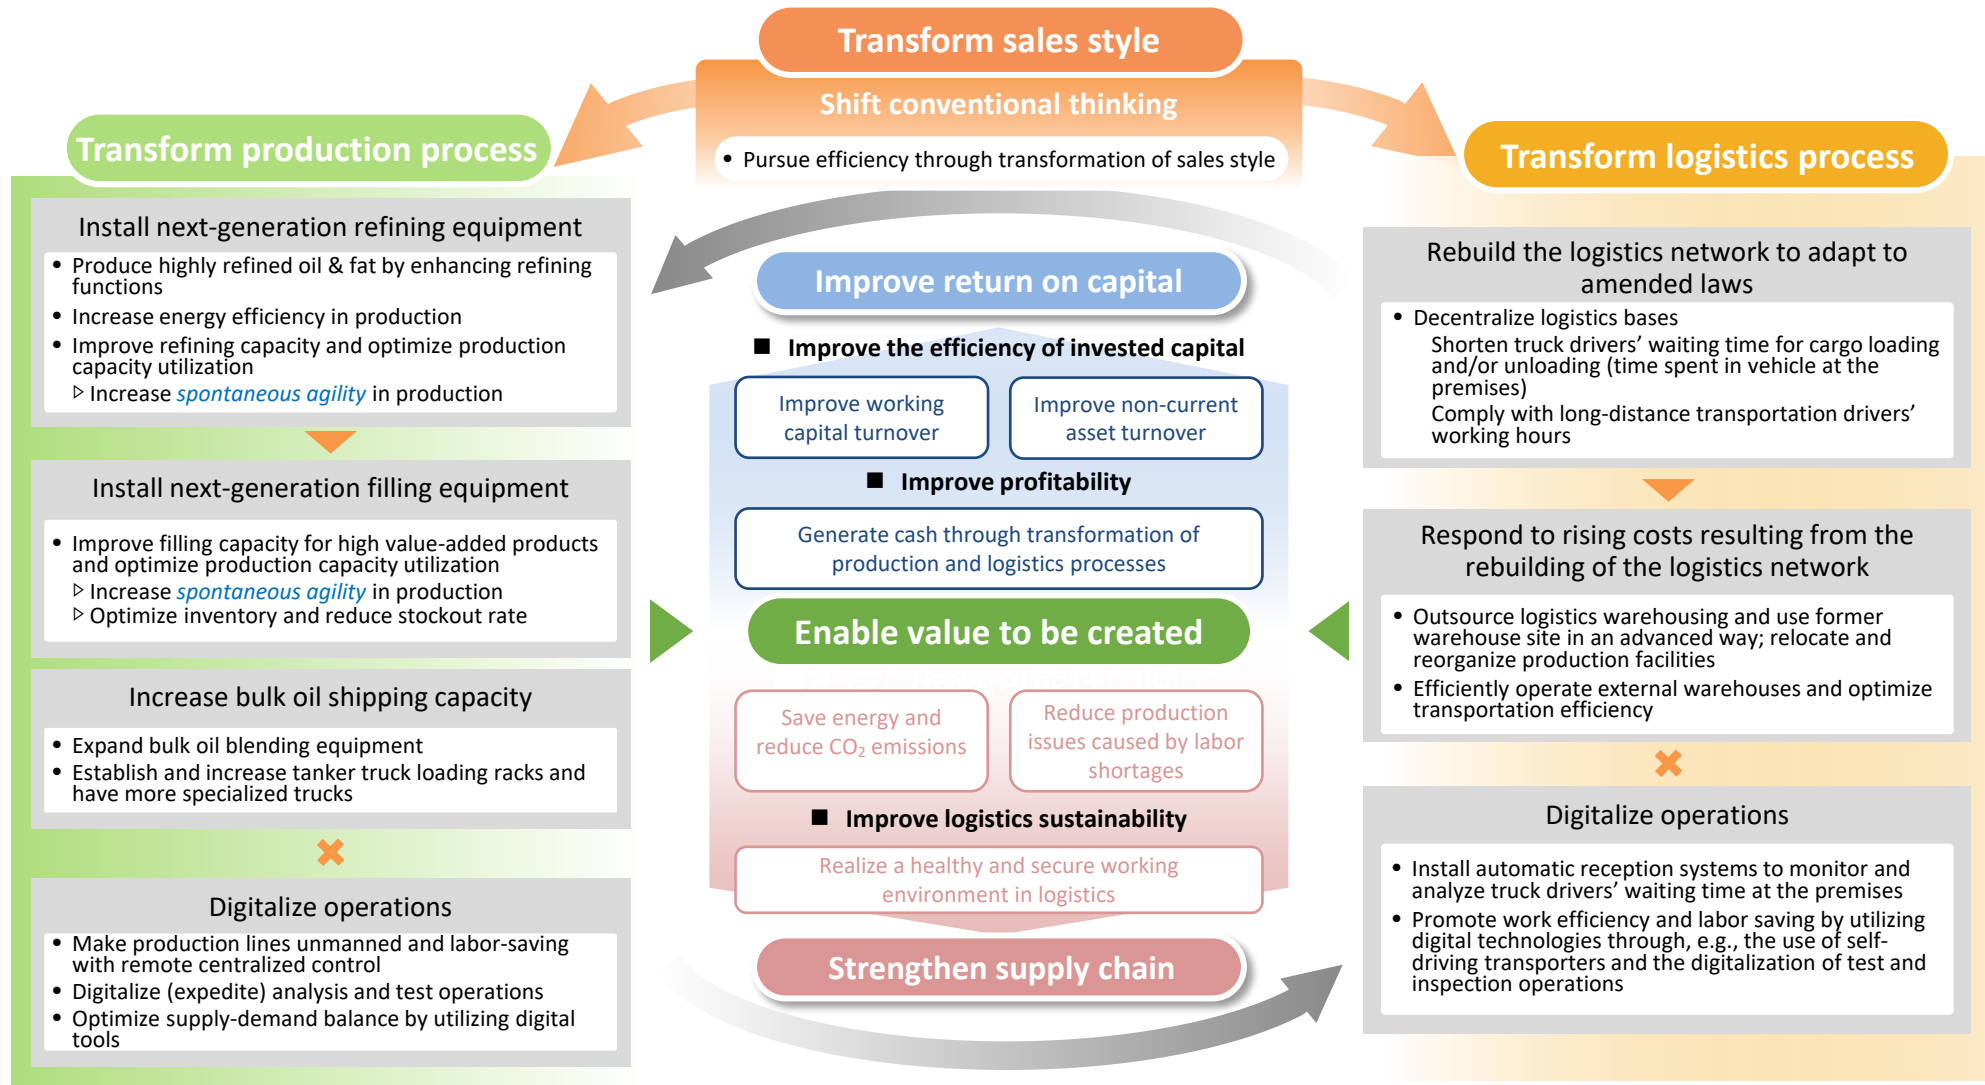 Transform sales style
Shift conventional thinking
• Pursue efficiency through transformation of sales style
Transform production process
Install next-generation refining equipment
• Produce highly refined oil & fat by enhancing refining
functions
• Increase energy efficiency in production
• Improve refining capacity and optimize production
capacity utilization
▷ Increase spontaneous agility in production
Install next-generation filling equipment
• Improve filling capacity for high value-added products
and optimize production capacity utilization
▷ Increase spontaneous agility in production
▷ Optimize inventory and reduce stockout rate
Increase bulk oil shipping capacity
• Expand bulk oil blending equipment
• Establish and increase tanker truck loading racks and
have more specialized trucks
Digitalize operations
• Make production lines unmanned and labor-saving
with remote centralized control
• Digitalize (expedite) analysis and test operations
• Optimize supply-demand balance by utilizing digital
tools
Improve return on capital
■ Improve the efficiency of invested capital
Improve working
capital turnover
Improve non-current
asset turnover
■ Improve profitability
Generate cash through transformation of
production and logistics processes
Enable value to be created
Save energy and
reduce CO₂ emissions
Reduce production
issues caused by labor
shortages
■ Improve logistics sustainability
Realize a healthy and secure working
environment in logistics
Strengthen supply chain
Transform logistics process
Rebuild the logistics network to adapt to
amended laws
• Decentralize logistics bases
Shorten truck drivers’ waiting time for cargo loading
and/or unloading (time spent in vehicle at the
premises)
Comply with long-distance transportation drivers’
working hours
Respond to rising costs resulting from the
rebuilding of the logistics network
• Outsource logistics warehousing and use former
warehouse site in an advanced way; relocate and
reorganize production facilities
• Efficiently operate external warehouses and optimize
transportation efficiency
Digitalize operations
• Install automatic reception systems to monitor and
analyze truck drivers’ waiting time at the premises
• Promote work efficiency and labor saving by utilizing
digital technologies through, e.g., the use of self-
driving transporters and the digitalization of test and
inspection operations